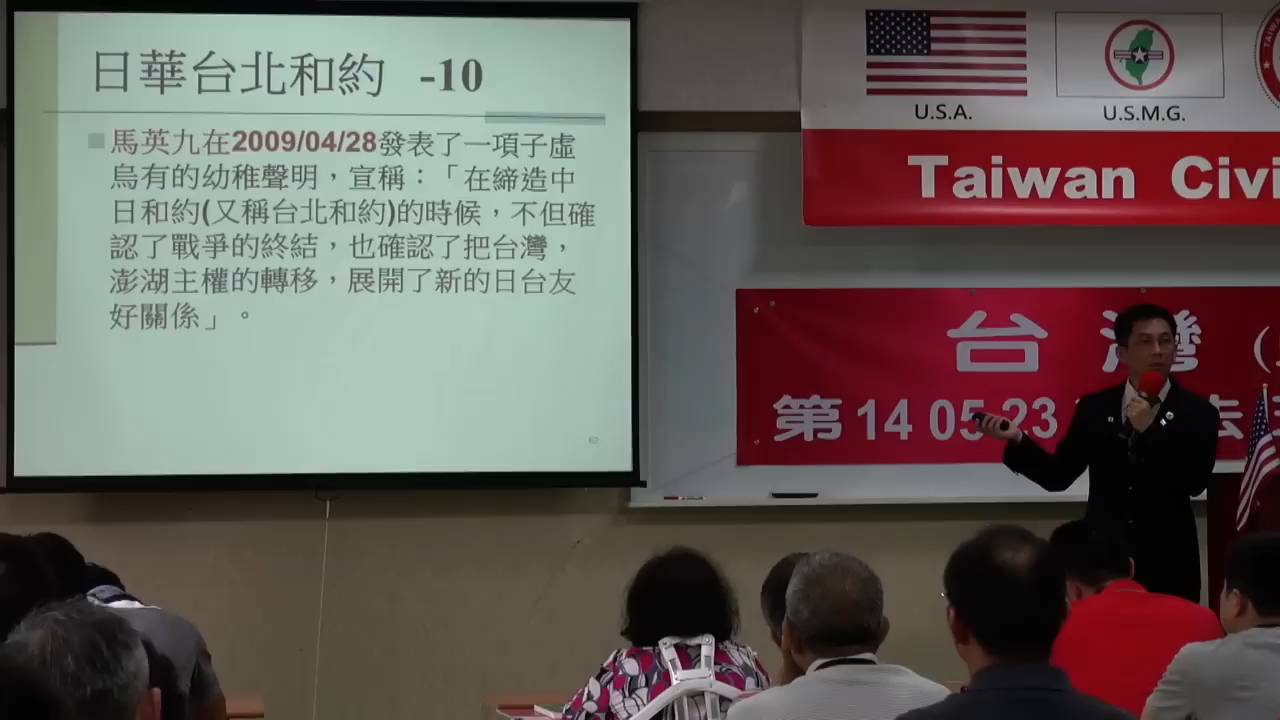 日華台北和約 -10
馬英九在2009/04/28發表了一項子虛
烏有的幼稚聲明，宣稱：「在締造中
日和約(又稱台北和約)的時候，不但確
認了戰爭的終結，也確認了把台灣，
澎湖主權的轉移，展開了新的日台友
好關係」。
62
U.S.A.
U.S.M.G.
Taiwan Civi
台灣
第14 05 23